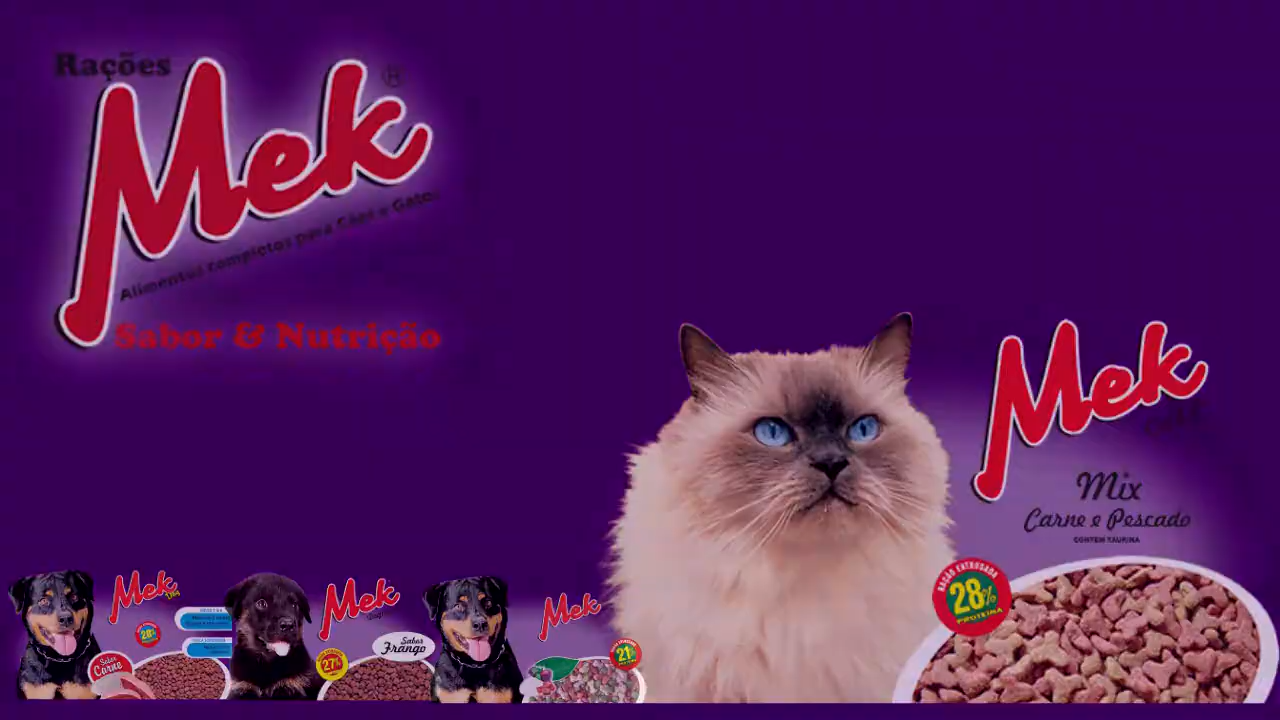 Rações
Mek®
Alimentos completos para Cães e Gatos
Sabor & Nutrição
Mek
Mix
Carne e Pescado
CONTÉM TAURINA
RAÇÃO EXTRUSADA
28%
PROTEÍNA
Mek
28%
Sabor
Carne
Mek
27%
Sabor
Frango
Mek
21%